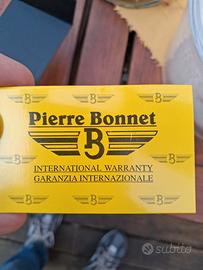 Pierre Bonnet
B
INTERNATIONAL WARRANTY
GARANZIA INTERNAZIONALE
subito